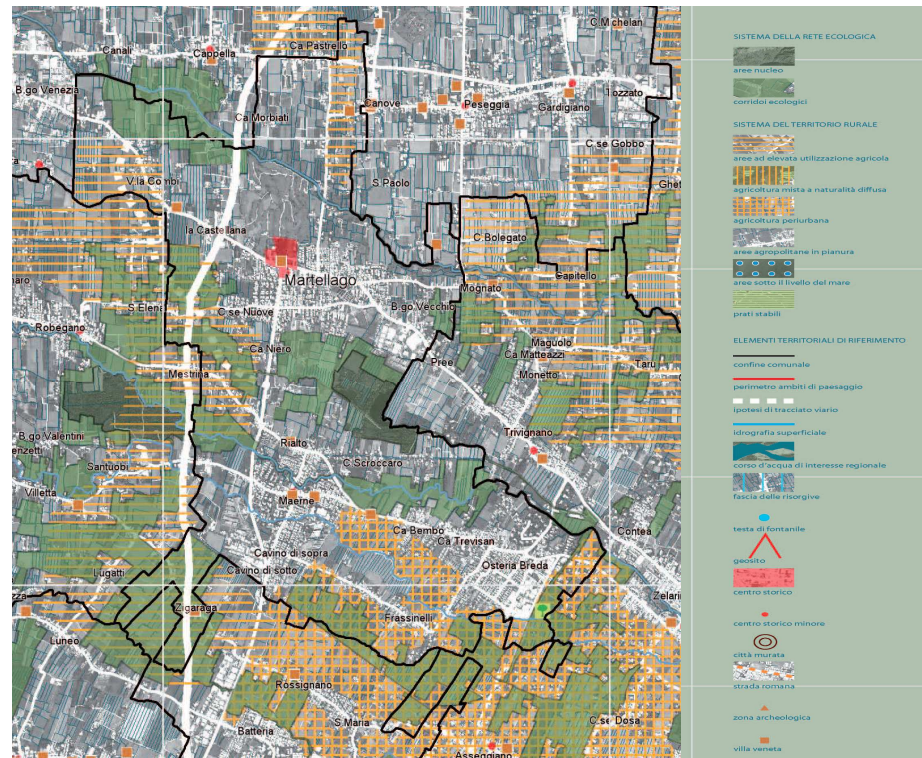 C.Michelan
Ca Pastrello
Canali
Cappella
B.go Venezia
Canove
Peseggia
Gardigiano
Tozzato
Ca Morbiati
C.se Gobbo
S.Paolo
V.la Combi
la Castellana
C.Bolegato
Martellago
Capitello
Mognato
S.Elena
C.se Nuove
B.go Vecchio
Robegano
Maguolo
Ca Matteazzi
Ca Niero
Pree
Taru
Mestrina
Monetto
Trivignano
B.go Valentini
Rialto
Santuobi
C.Scroccaro
Villetta
Maerne
Ca Bembo
Contea
Ca Trevisan
Cavino di sopra
Osteria Breda
Lugatti
Cavino di sotto
Zigaraga
Frassinelli
Zelari
Luneo
Rossignano
S.Maria
Batteria
C.se Dosa
Asseggiano
SISTEMA DELLA RETE ECOLOGICA
aree nucleo
corridoi ecologici
SISTEMA DEL TERRITORIO RURALE
aree ad elevata utilizzazione agricola
agricoltura mista a naturalità diffusa
agricoltura periurbana
aree agropolitane in pianura
aree sotto il livello del mare
prati stabili
ELEMENTI TERRITORIALI DI RIFERIMENTO
confine comunale
perimetro ambiti di paesaggio
ipotesi di tracciato viario
idrografia superficiale
corso d'acqua di interesse regionale
fascia delle risorgive
testa di fontanile
geosito
centro storico
centro storico minore
città murata
strada romana
zona archeologica
villa veneta